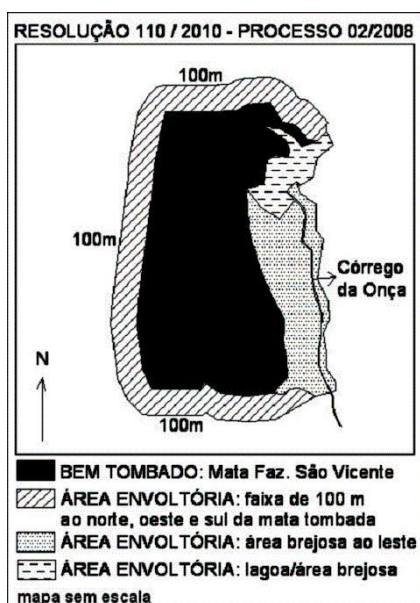 RESOLUÇÃO 110 / 2010 - PROCESSO 02/2008
100m
100m
Córrego
da Onça
N
100m
BEM TOMBADO: Mata Faz. São Vicente
ÁREA ENVOLTÓRIA: faixa de 100 m
ao norte, oeste e sul da mata tombada
ÁREA ENVOLTÓRIA: área brejosa ao leste
ÁREA ENVOLTÓRIA: lagoa/área brejosa
mapa sem escala